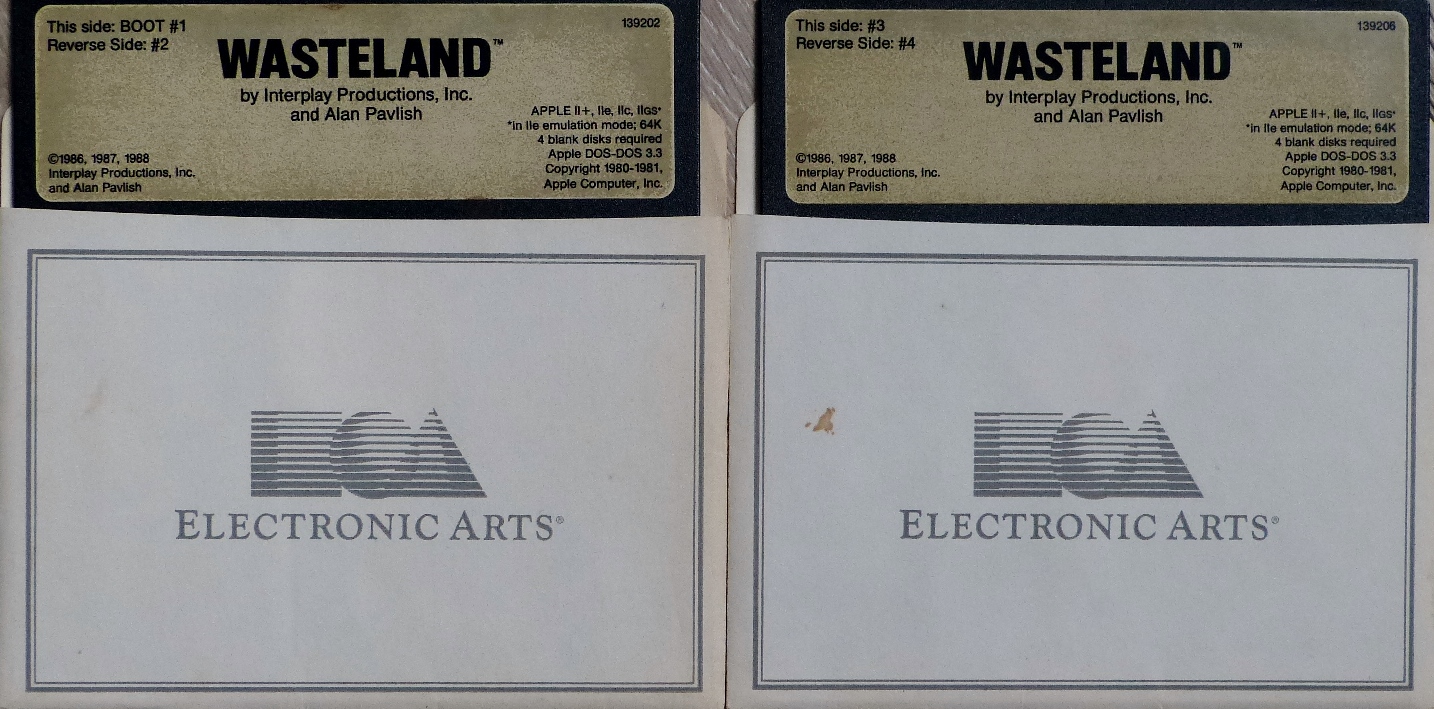 This side: BOOT #1
Reverse Side: #2
139202
WASTELAND™
by Interplay Productions, Inc.
and Alan Pavlish
APPLE II+, IIe, IIc, IIGS*
*in IIe emulation mode; 64K
4 blank disks required
Apple DOS-DOS 3.3
Copyright 1980-1981,
Apple Computer, Inc.
©1986, 1987, 1988
Interplay Productions, Inc.
and Alan Pavlish
EA
ELECTRONIC ARTS®
This side: #3
Reverse Side: #4
139206
WASTELAND™
by Interplay Productions, Inc.
and Alan Pavlish
APPLE II+, IIe, IIc, IIGS*
*in IIe emulation mode; 64K
4 blank disks required
Apple DOS-DOS 3.3
Copyright 1980-1981,
Apple Computer, Inc.
©1986, 1987, 1988
Interplay Productions, Inc.
and Alan Pavlish
EA
ELECTRONIC ARTS®